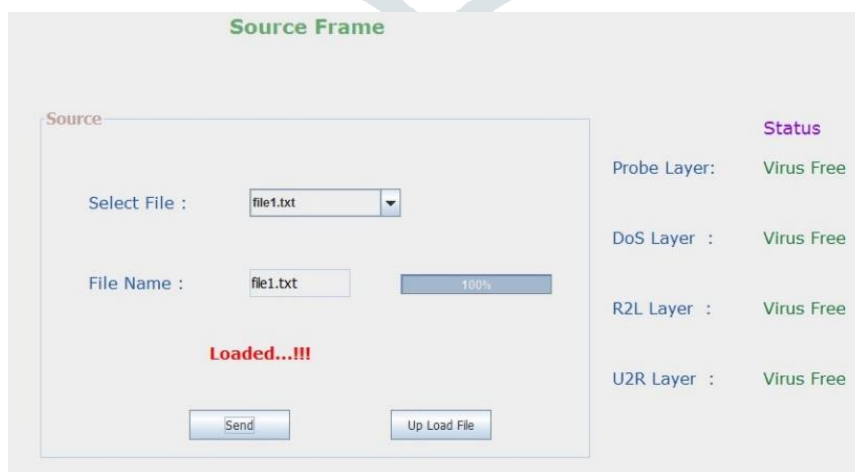 Source Frame
Source
Status
Probe Layer: Virus Free
Select File : file1.txt
DoS Layer : Virus Free
File Name : file1.txt 100%
R2L Layer : Virus Free
Loaded...!!!
U2R Layer : Virus Free
Send Up Load File